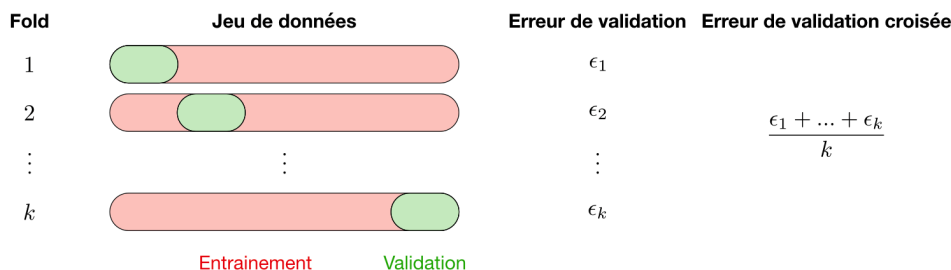 Fold Jeu de données Erreur de validation Erreur de validation croisée
1 ϵ₁
2 ϵ₂
(ϵ₁ + ... + ϵₖ)/k
⋮ ⋮ ⋮
k ϵₖ
Entrainement Validation